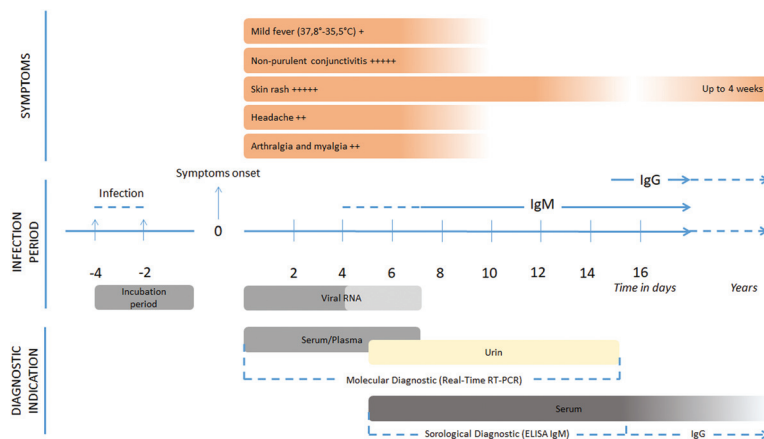 SYMPTOMS
Mild fever (37,8°-35,5°C) +
Non-purulent conjunctivitis +++++
Skin rash +++++
Up to 4 weeks
Headache ++
Arthralgia and myalgia ++
INFECTION
PERIOD
Symptoms onset
Infection
IgG
IgM
0
-4 -2 2 4 6 8 10 12 14 16
Time in days
Years
Incubation
period
Viral RNA
DIAGNOSTIC
INDICATION
Serum/Plasma
Urin
Molecular Diagnostic (Real-Time RT-PCR)
Serum
Sorological Diagnostic (ELISA IgM)
IgG